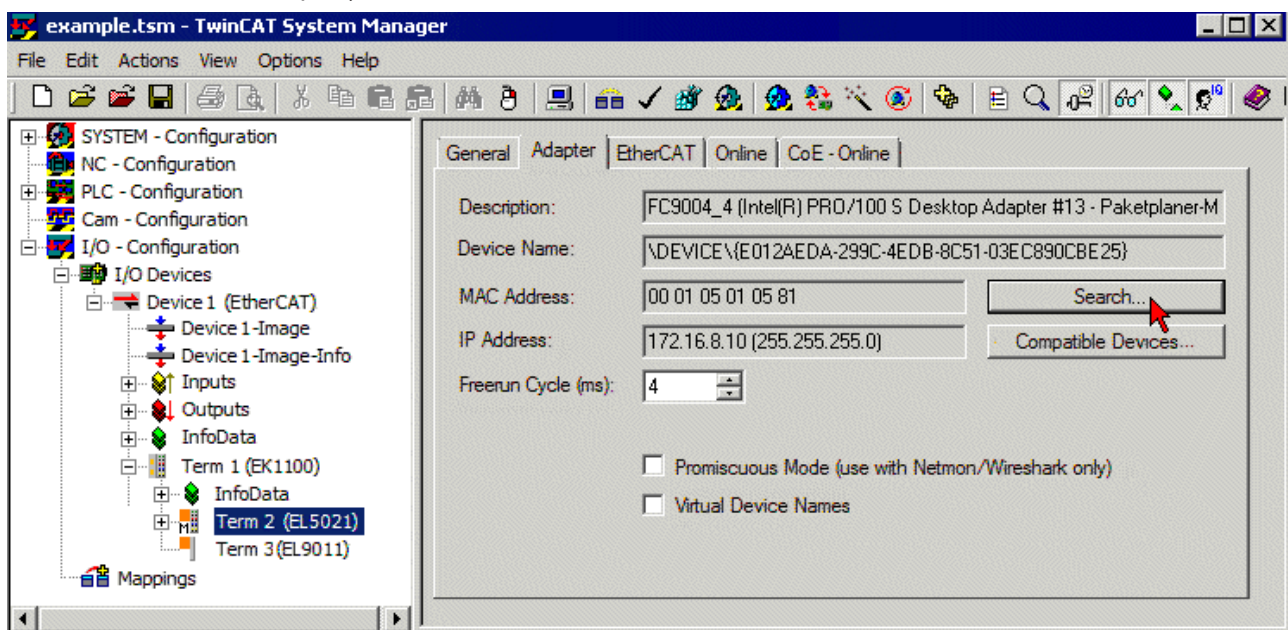 example.tsm - TwinCAT System Manager
File Edit Actions View Options Help
SYSTEM - Configuration
NC - Configuration
PLC - Configuration
Cam - Configuration
I/O - Configuration
I/O Devices
Device 1 (EtherCAT)
Device 1-Image
Device 1-Image-Info
Inputs
Outputs
InfoData
Term 1 (EK1100)
InfoData
Term 2 (EL5021)
Term 3(EL9011)
Mappings
General Adapter EtherCAT Online CoE - Online
Description: FC9004_4 (Intel(R) PRO/100 S Desktop Adapter #13 - Paketplaner-M
Device Name: \DEVICE\{E012AEDA-299C-4EDB-8C51-03EC890CBE25}
MAC Address: 00 01 05 01 05 81 Search...
IP Address: 172.16.8.10 (255.255.255.0) Compatible Devices...
Freerun Cycle (ms): 4
Promiscuous Mode (use with Netmon/Wireshark only)
Virtual Device Names